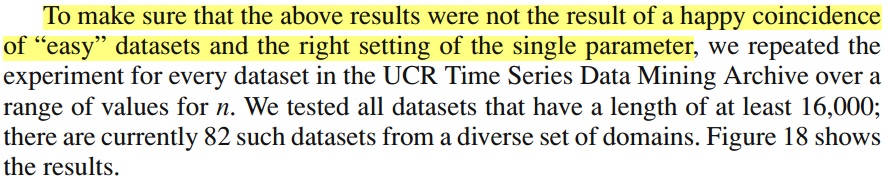 To make sure that the above results were not the result of a happy coincidence
of “easy” datasets and the right setting of the single parameter, we repeated the
experiment for every dataset in the UCR Time Series Data Mining Archive over a
range of values for n. We tested all datasets that have a length of at least 16,000;
there are currently 82 such datasets from a diverse set of domains. Figure 18 shows
the results.